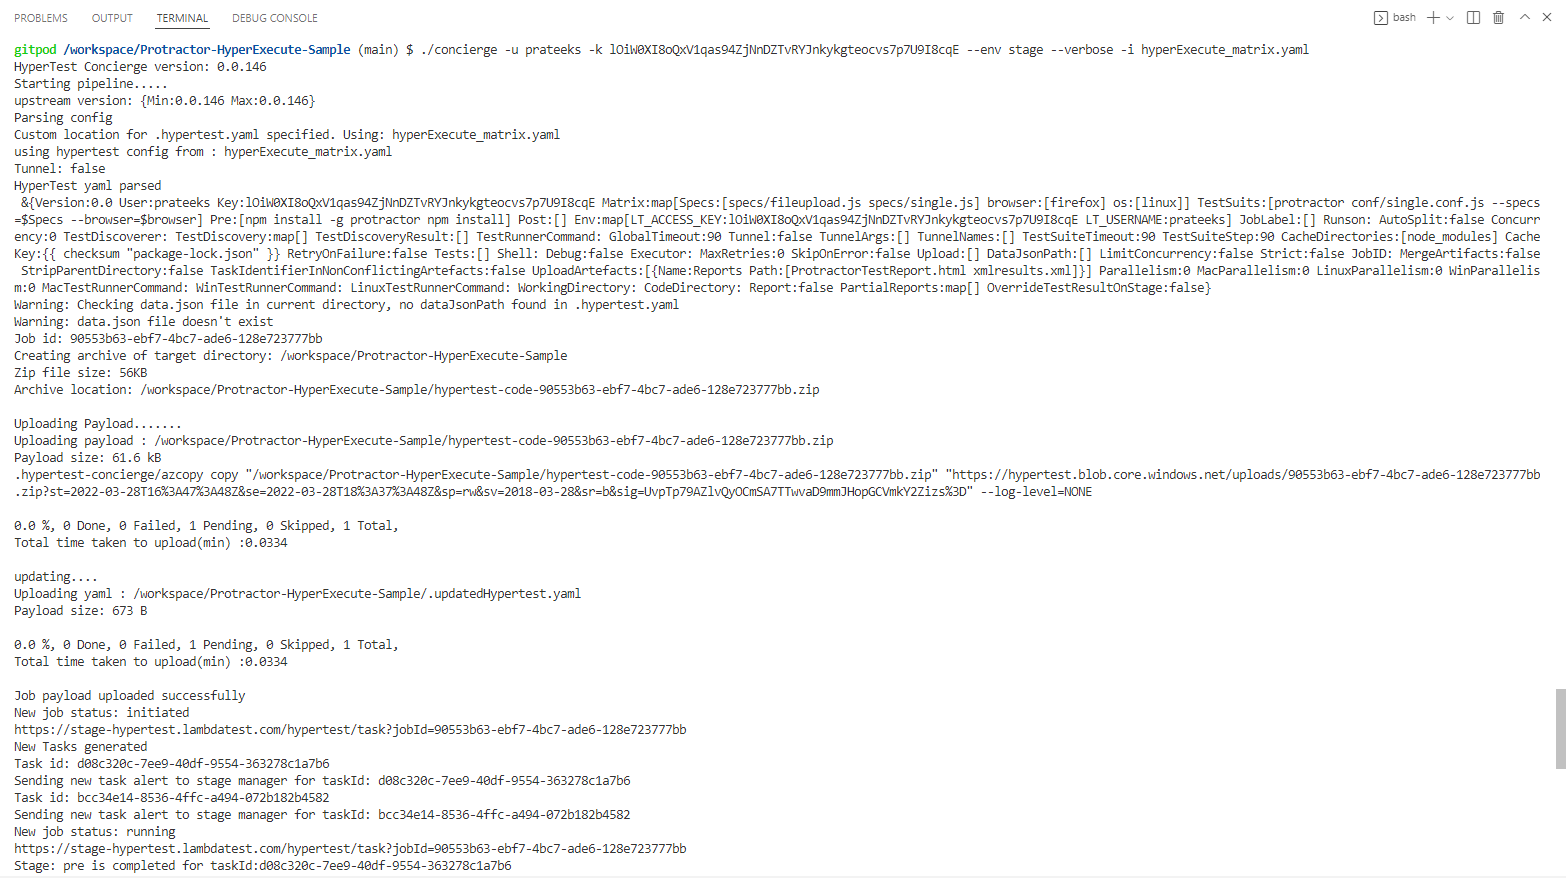 PROBLEMS OUTPUT TERMINAL DEBUG CONSOLE bash
gitpod /workspace/Protractor-HyperExecute-Sample (main) $ ./concierge -u prateeks -k lOiW0XI8oQxV1qas94ZjNnDZTvRYJnkykgteocvs7p7U9I8cqE --env stage --verbose -i hyperExecute_matrix.yaml
HyperTest Concierge version: 0.0.146
Starting pipeline.....
upstream version: {Min:0.0.146 Max:0.0.146}
Parsing config
Custom location for .hypertest.yaml specified. Using: hyperExecute_matrix.yaml
using hypertest config from : hyperExecute_matrix.yaml
Tunnel: false
HyperTest yaml parsed
&{Version:0.0 User:prateeks Key:lOiW0XI8oQxV1qas94ZjNnDZTvRYJnkykgteocvs7p7U9I8cqE Matrix:map[Specs:[specs/fileupload.js specs/single.js] browser:[firefox] os:[linux]] TestSuits:[protractor conf/single.conf.js --specs
=$Specs --browser=$browser] Pre:[npm install -g protractor npm install] Post:[] Env:map[LT_ACCESS_KEY:lOiW0XI8oQxV1qas94ZjNnDZTvRYJnkykgteocvs7p7U9I8cqE LT_USERNAME:prateeks] JobLabel:[] Runson: AutoSplit:false Concurr
ency:0 TestDiscoverer: TestDiscovery:map[] TestDiscoveryResult:[] TestRunnerCommand: GlobalTimeout:90 Tunnel:false TunnelArgs:[] TunnelNames:[] TestSuiteTimeout:90 TestSuiteStep:90 CacheDirectories:[node_modules] Cache
Key:{{ checksum "package-lock.json" }} RetryOnFailure:false Tests:[] Shell: Debug:false Executor: MaxRetries:0 SkipOnError:false Upload:[] DataJsonPath:[] LimitConcurrency:false Strict:false JobID: MergeArtifacts:false
StripParentDirectory:false TaskIdentifierInNonConflictingArtefacts:false UploadArtefacts:[{Name:Reports Path:[ProtractorTestReport.html xmlresults.xml]}] Parallelism:0 MacParallelism:0 LinuxParallelism:0 WinParallelis
m:0 MacTestRunnerCommand: WinTestRunnerCommand: LinuxTestRunnerCommand: WorkingDirectory: CodeDirectory: Report:false PartialReports:map[] OverrideTestResultOnStage:false}
Warning: Checking data.json file in current directory, no dataJsonPath found in .hypertest.yaml
Warning: data.json file doesn't exist
Job id: 90553b63-ebf7-4bc7-ade6-128e723777bb
Creating archive of target directory: /workspace/Protractor-HyperExecute-Sample
Zip file size: 56KB
Archive location: /workspace/Protractor-HyperExecute-Sample/hypertest-code-90553b63-ebf7-4bc7-ade6-128e723777bb.zip
Uploading Payload.......
Uploading payload : /workspace/Protractor-HyperExecute-Sample/hypertest-code-90553b63-ebf7-4bc7-ade6-128e723777bb.zip
Payload size: 61.6 kB
.hypertest-concierge/azcopy copy "/workspace/Protractor-HyperExecute-Sample/hypertest-code-90553b63-ebf7-4bc7-ade6-128e723777bb.zip" "https://hypertest.blob.core.windows.net/uploads/90553b63-ebf7-4bc7-ade6-128e723777bb
.zip?st=2022-03-28T16%3A47%3A48Z&se=2022-03-28T18%3A37%3A48Z&sp=rw&sv=2018-03-28&sr=b&sig=UvpTp79AZlvQyOCmSA7TTwvaD9mmJHopGCVmkY2Zizs%3D" --log-level=NONE
0.0 %, 0 Done, 0 Failed, 1 Pending, 0 Skipped, 1 Total,
Total time taken to upload(min) :0.0334
updating....
Uploading yaml : /workspace/Protractor-HyperExecute-Sample/.updatedHypertest.yaml
Payload size: 673 B
0.0 %, 0 Done, 0 Failed, 1 Pending, 0 Skipped, 1 Total,
Total time taken to upload(min) :0.0334
Job payload uploaded successfully
New job status: initiated
https://stage-hypertest.lambdatest.com/hypertest/task?jobId=90553b63-ebf7-4bc7-ade6-128e723777bb
New Tasks generated
Task id: d08c320c-7ee9-40df-9554-363278c1a7b6
Sending new task alert to stage manager for taskId: d08c320c-7ee9-40df-9554-363278c1a7b6
Task id: bcc34e14-8536-4ffc-a494-072b182b4582
Sending new task alert to stage manager for taskId: bcc34e14-8536-4ffc-a494-072b182b4582
New job status: running
https://stage-hypertest.lambdatest.com/hypertest/task?jobId=90553b63-ebf7-4bc7-ade6-128e723777bb
Stage: pre is completed for taskId:d08c320c-7ee9-40df-9554-363278c1a7b6